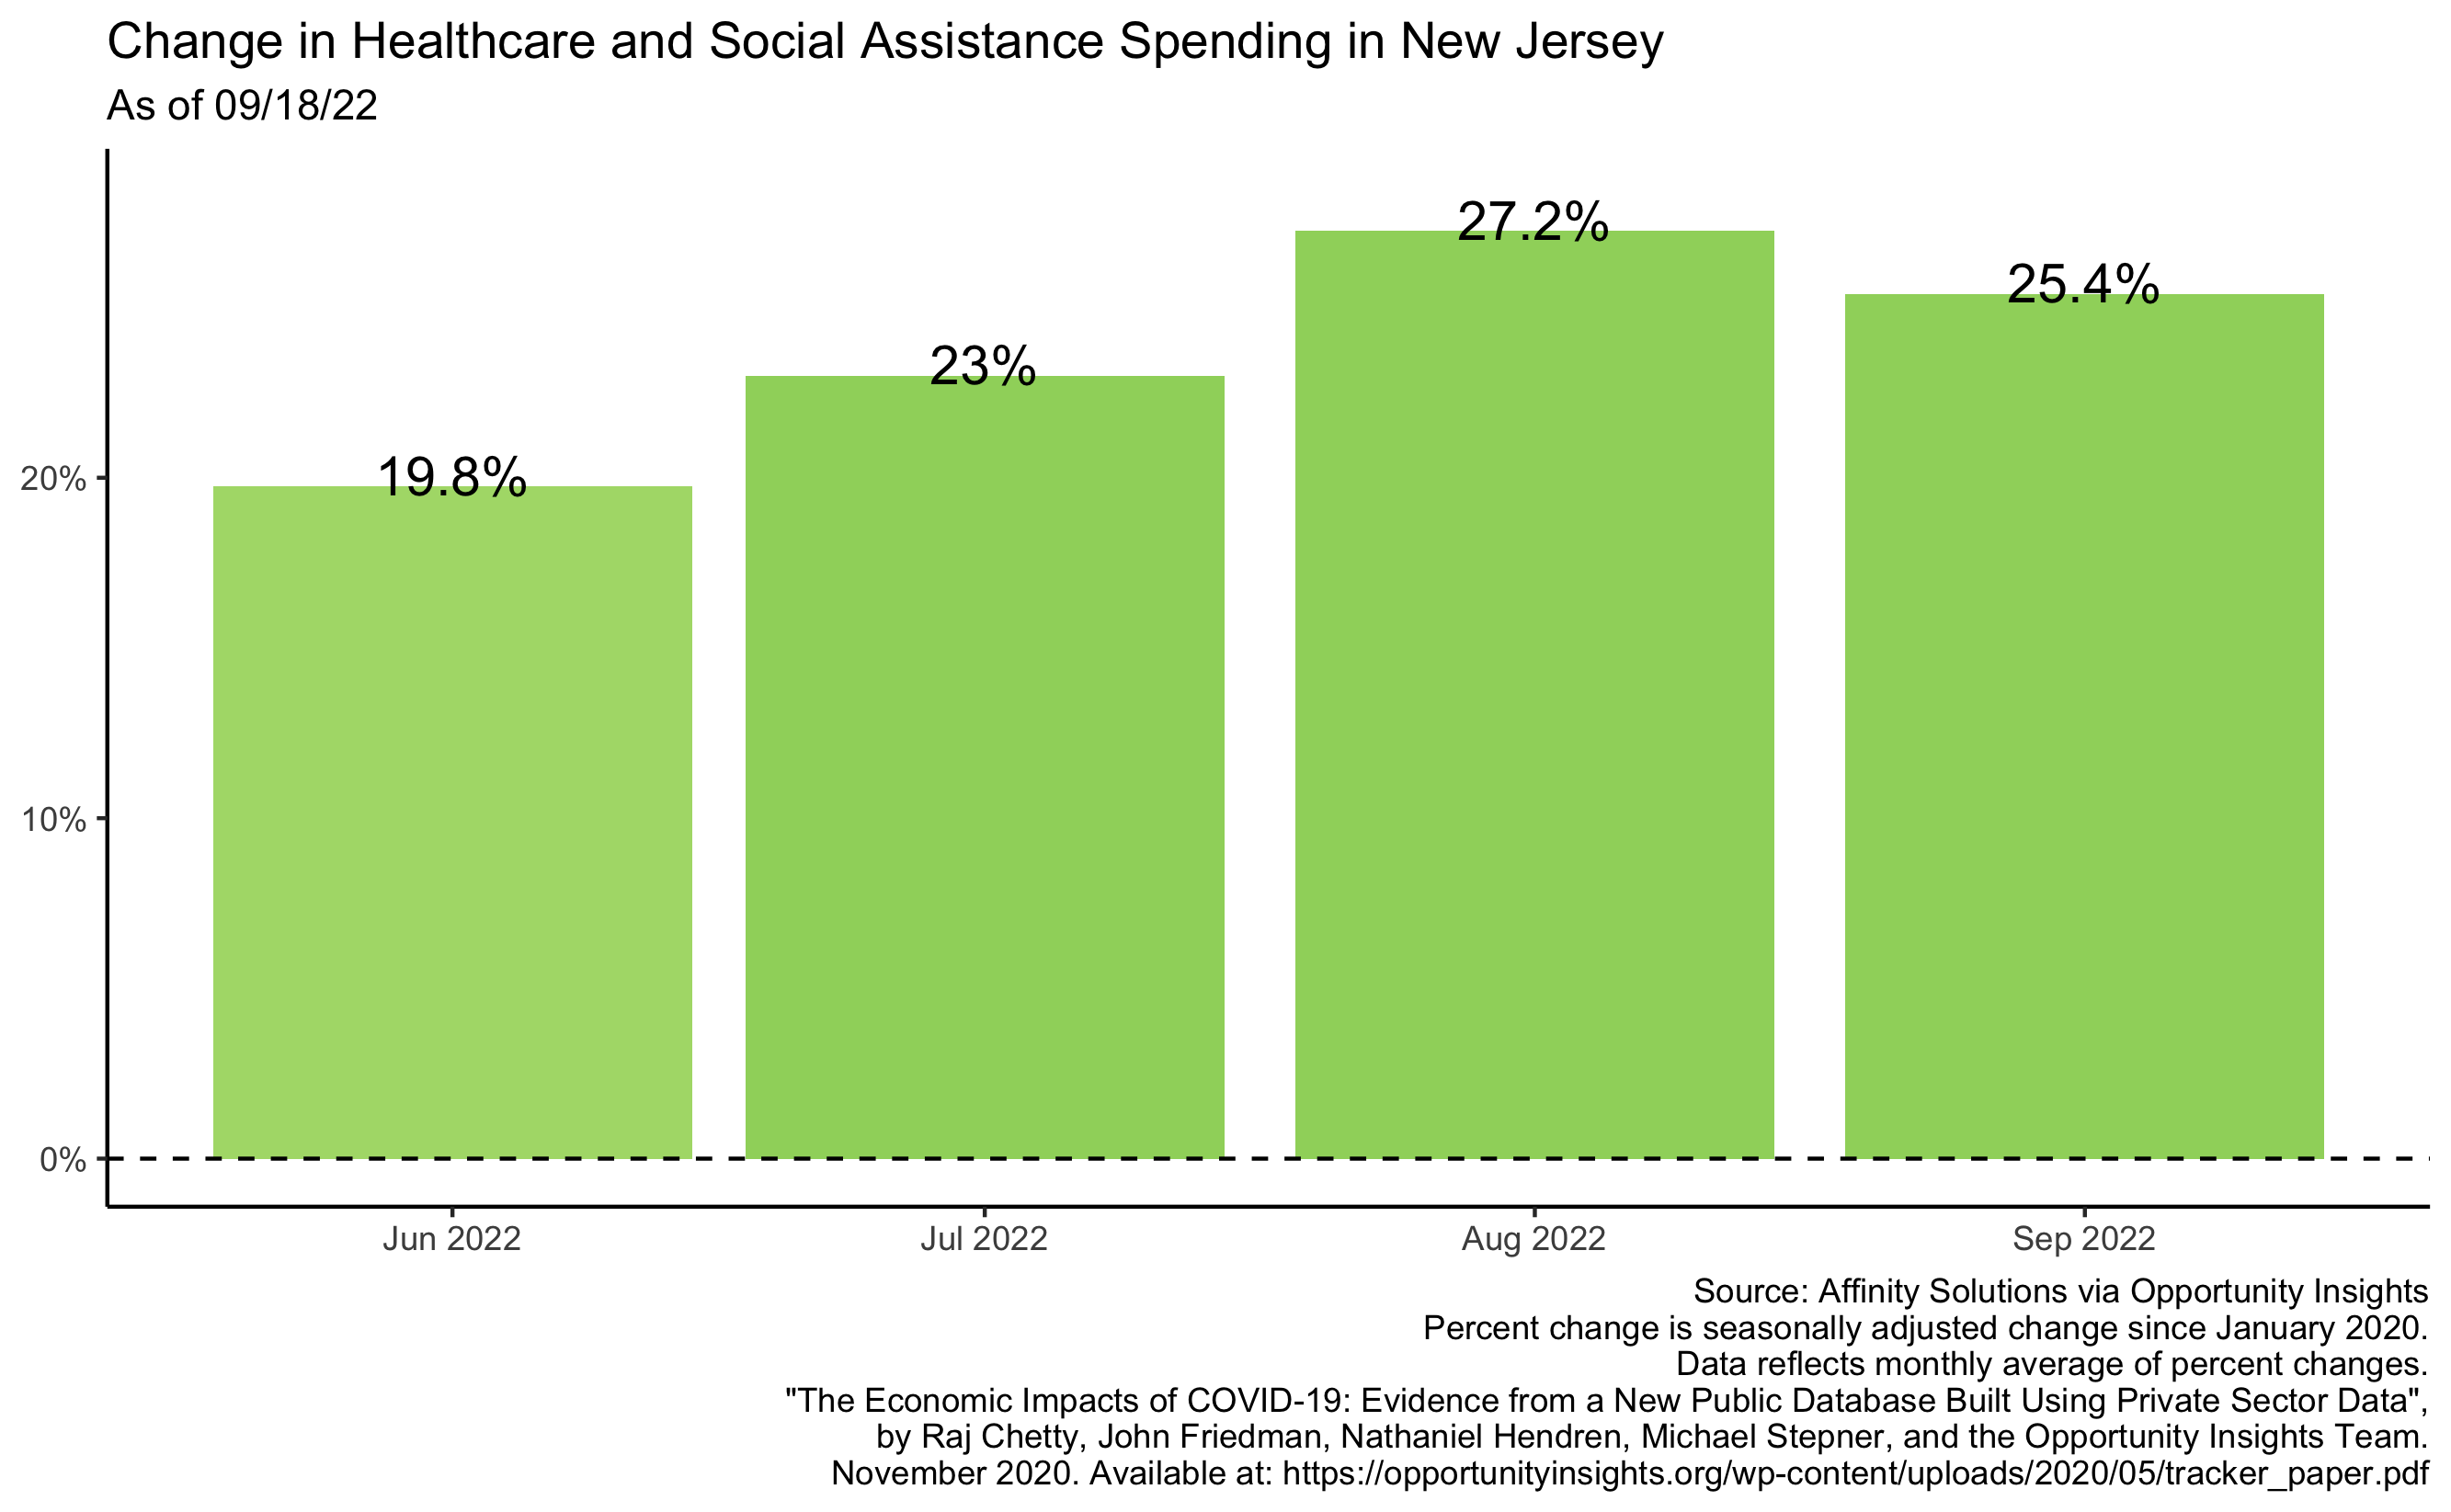 Change in Healthcare and Social Assistance Spending in New Jersey
As of 09/18/22
27.2%
25.4%
23%
19.8%
20%
10%
0%
Jun 2022
Jul 2022
Aug 2022
Sep 2022
Source: Affinity Solutions via Opportunity Insights
Percent change is seasonally adjusted change since January 2020.
Data reflects monthly average of percent changes.
"The Economic Impacts of COVID-19: Evidence from a New Public Database Built Using Private Sector Data",
by Raj Chetty, John Friedman, Nathaniel Hendren, Michael Stepner, and the Opportunity Insights Team.
November 2020. Available at: https://opportunityinsights.org/wp-content/uploads/2020/05/tracker_paper.pdf